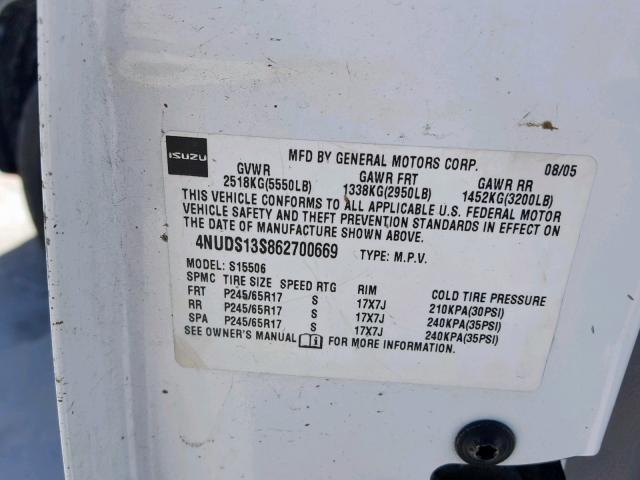 ISUZU
MFD BY GENERAL MOTORS CORP. 08/05
GVWR GAWR FRT GAWR RR
2518KG(5550LB) 1338KG(2950LB) 1452KG(3200LB)
THIS VEHICLE CONFORMS TO ALL APPLICABLE U.S. FEDERAL MOTOR
VEHICLE SAFETY AND THEFT PREVENTION STANDARDS IN EFFECT ON
THE DATE OF MANUFACTURE SHOWN ABOVE.
4NUDS13S862700669 TYPE: M.P.V.
MODEL: S15506
SPMC TIRE SIZE SPEED RTG RIM COLD TIRE PRESSURE
FRT P245/65R17 S 17X7J 210KPA(30PSI)
RR P245/65R17 S 17X7J 240KPA(35PSI)
SPA P245/65R17 S 17X7J 240KPA(35PSI)
SEE OWNER'S MANUAL FOR MORE INFORMATION.